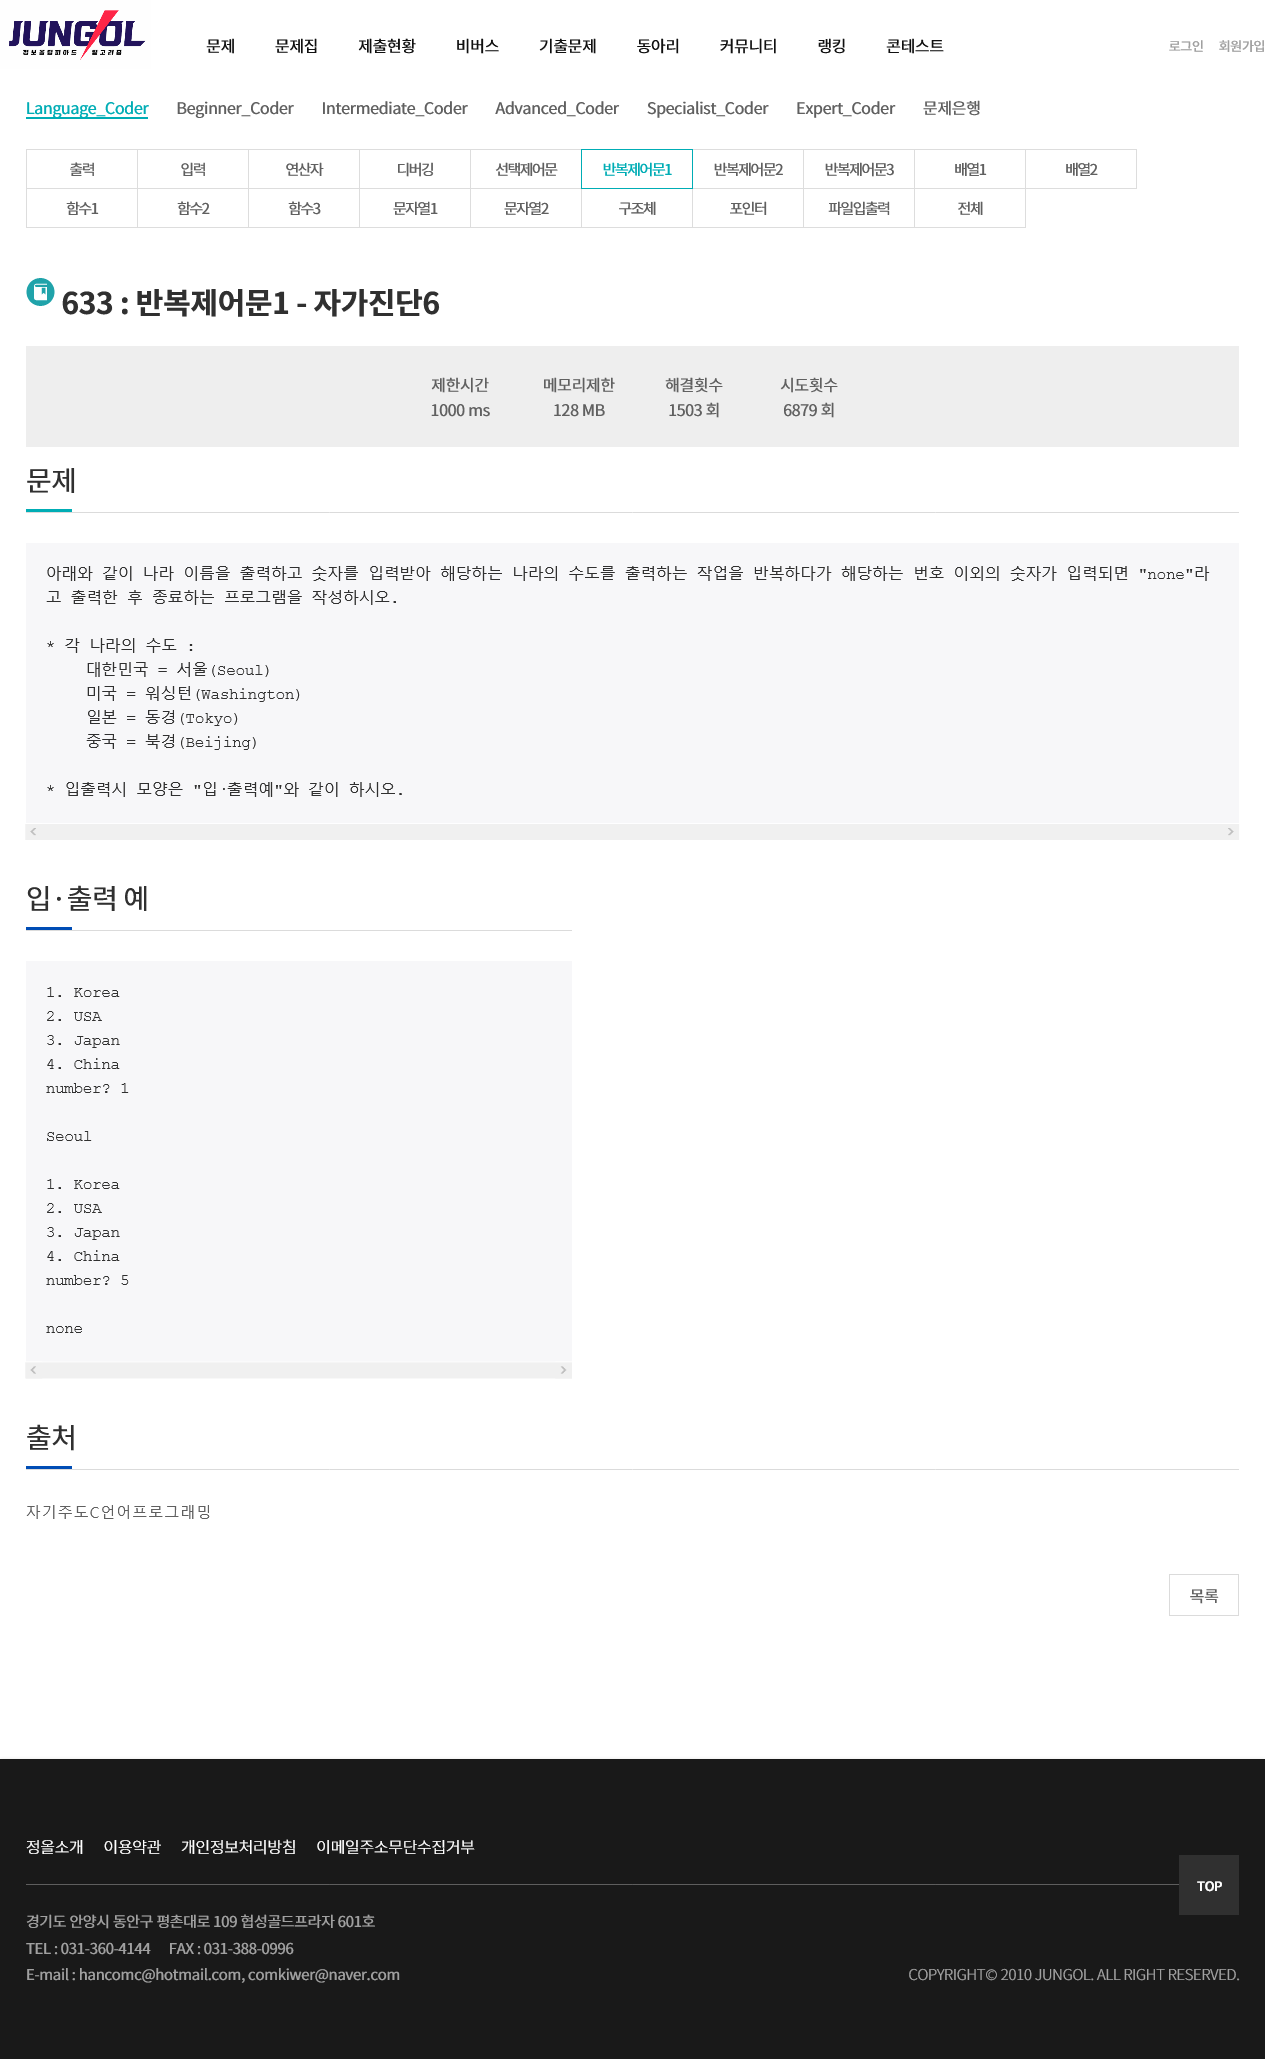 JUNGOL
정보올림피아드 알고리즘
문제 문제집 제출현황 비버스 기출문제 동아리 커뮤니티 랭킹 콘테스트
로그인 회원가입
Language_Coder Beginner_Coder Intermediate_Coder Advanced_Coder Specialist_Coder Expert_Coder 문제은행
출력 입력 연산자 디버깅 선택제어문 반복제어문1 반복제어문2 반복제어문3 배열1 배열2
함수1 함수2 함수3 문자열1 문자열2 구조체 포인터 파일입출력 전체
633 : 반복제어문1 - 자가진단6
제한시간 메모리제한 해결횟수 시도횟수
1000 ms 128 MB 1503 회 6879 회
문제
아래와 같이 나라 이름을 출력하고 숫자를 입력받아 해당하는 나라의 수도를 출력하는 작업을 반복하다가 해당하는 번호 이외의 숫자가 입력되면 "none"라
고 출력한 후 종료하는 프로그램을 작성하시오.
* 각 나라의 수도 :
대한민국 = 서울(Seoul)
미국 = 워싱턴(Washington)
일본 = 동경(Tokyo)
중국 = 북경(Beijing)
* 입출력시 모양은 "입·출력예"와 같이 하시오.
입·출력 예
1. Korea
2. USA
3. Japan
4. China
number? 1
Seoul
1. Korea
2. USA
3. Japan
4. China
number? 5
none
출처
자기주도C언어프로그래밍
목록
정올소개 이용약관 개인정보처리방침 이메일주소무단수집거부
TOP
경기도 안양시 동안구 평촌대로 109 협성골드프라자 601호
TEL : 031-360-4144 FAX : 031-388-0996
E-mail : hancomc@hotmail.com, comkiwer@naver.com
COPYRIGHT© 2010 JUNGOL. ALL RIGHT RESERVED.